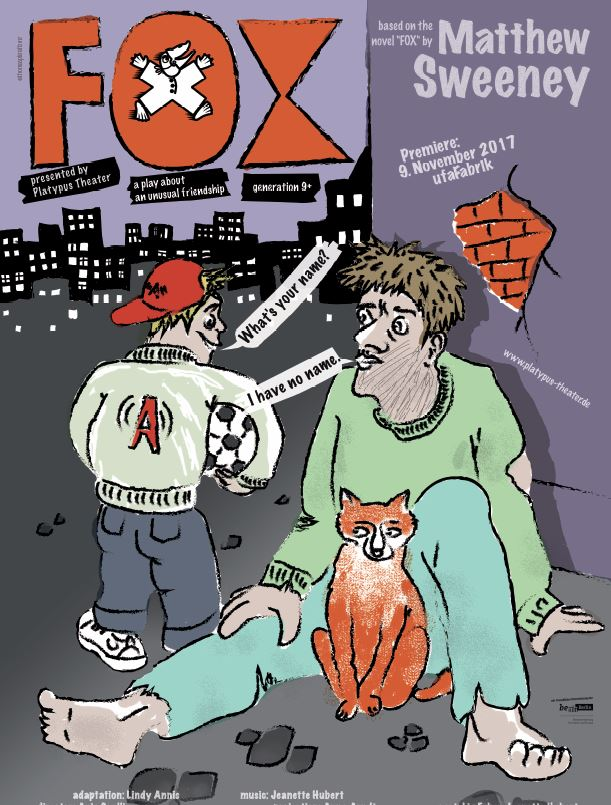 FOX
based on the
novel "FOX" by
Matthew
Sweeney
presented by
Platypus Theater
a play about
an unusual friendship
generation 9+
Premiere:
9. November 2017
ufaFabrik
What's your name?
I have no name.
A
www.platypus-theater.de
adaptation: Lindy Annis
music: Jeanette Hubert